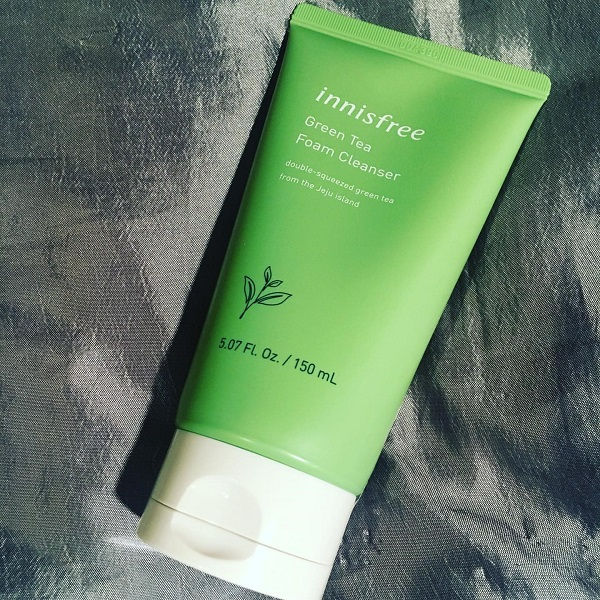 innisfree
Green Tea
Foam Cleanser
double-squeezed green tea
from the Jeju island
5.07 Fl. Oz. / 150 mL